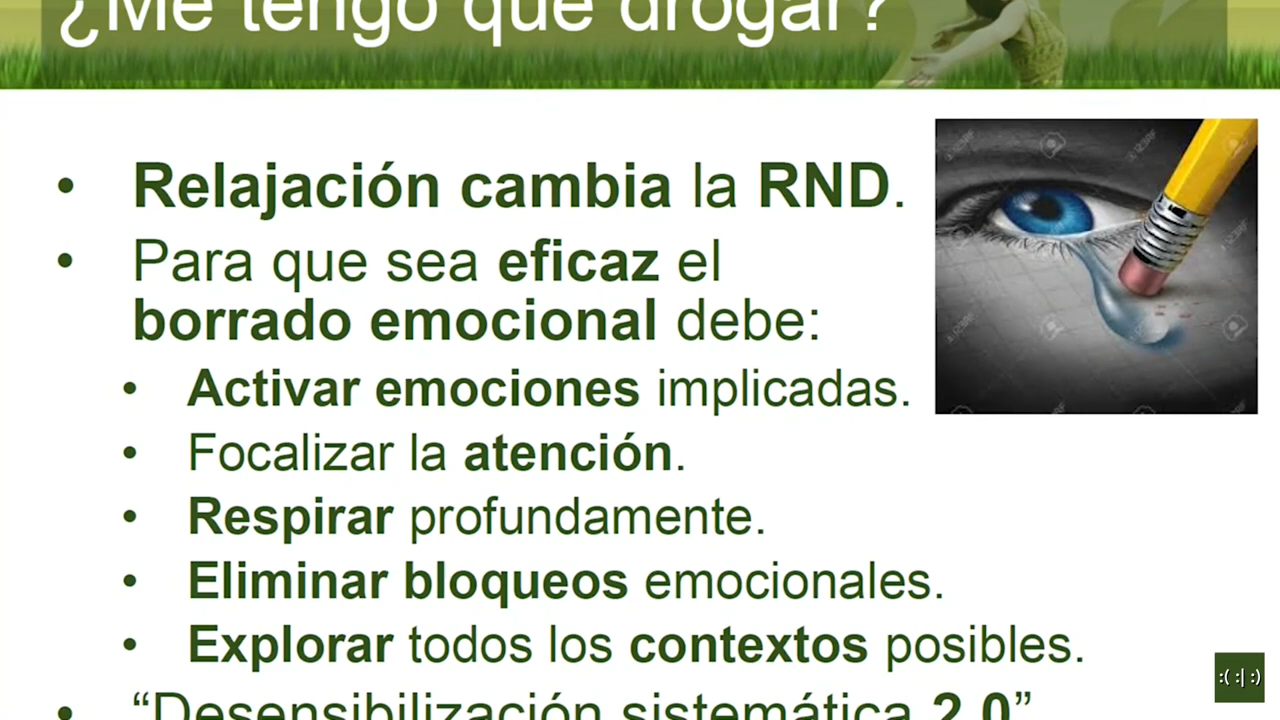 ¿Me tengo que drogar?
• Relajación cambia la RND.
• Para que sea eficaz el
borrado emocional debe:
• Activar emociones implicadas.
• Focalizar la atención.
• Respirar profundamente.
• Eliminar bloqueos emocionales.
• Explorar todos los contextos posibles.
• “Desensibilización sistemática 2.0”
:( :| :)